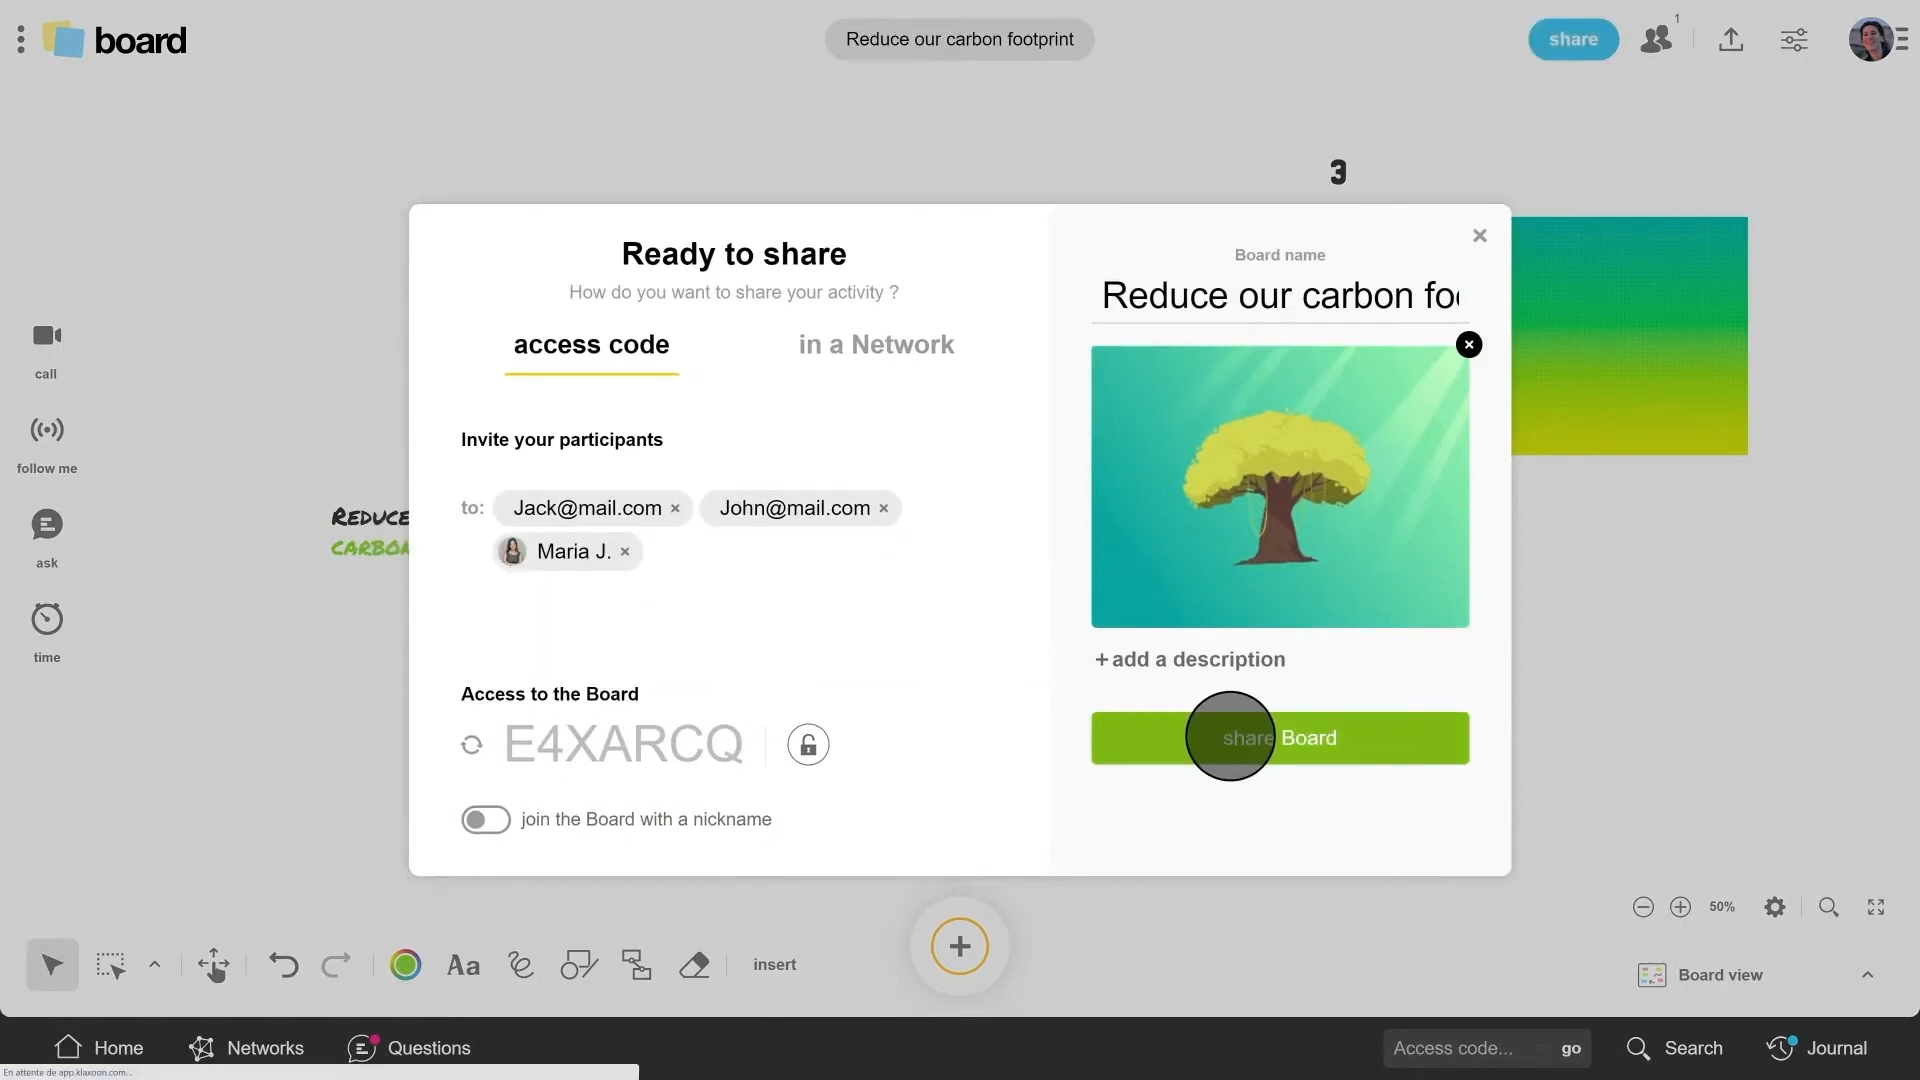 board
Reduce our carbon footprint
share
1
3
Ready to share
How do you want to share your activity ?
access code
in a Network
Invite your participants
to: Jack@mail.com × John@mail.com ×
Maria J. ×
Access to the Board
E4XARCQ
join the Board with a nickname
Board name
Reduce our carbon foo
+ add a description
share Board
call
follow me
ask
time
REDUCE
CARBON
50%
Aa
insert
Board view
Home
Networks
Questions
Access code...
go
Search
Journal
En attente de app.klaxoon.com...